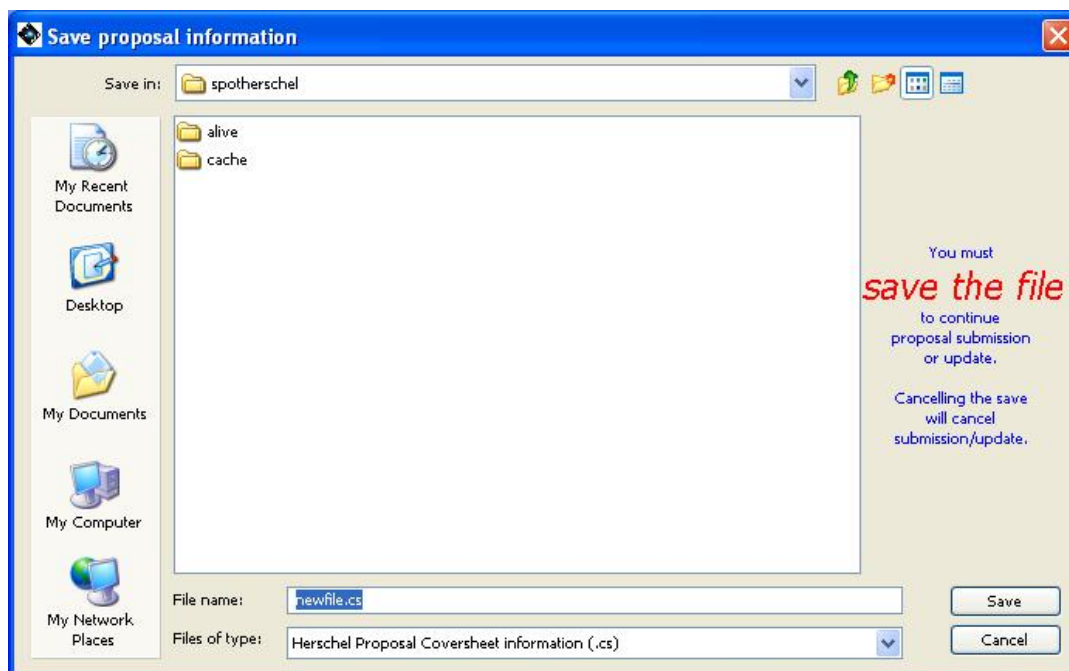 Save proposal information
Save in:
spotherschel
alive
cache
My Recent
Documents
Desktop
My Documents
My Computer
My Network
Places
You must
save the file
to continue
proposal submission
or update.
Cancelling the save
will cancel
submission/update.
File name:
newfile.cs
Save
Files of type:
Herschel Proposal Coversheet information (.cs)
Cancel